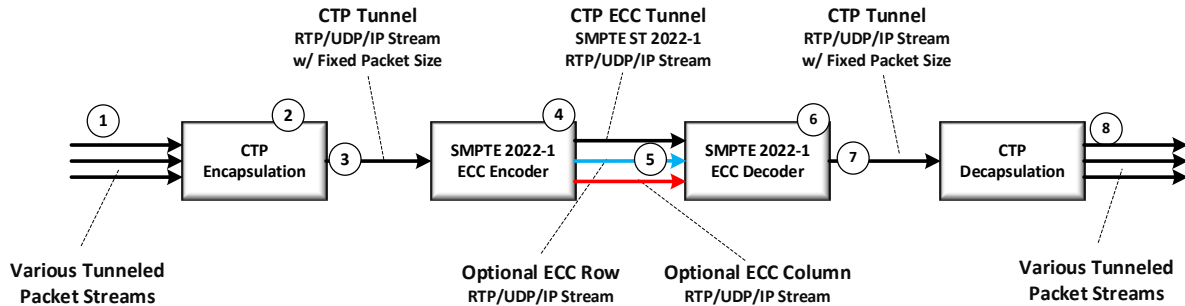 CTP Tunnel
RTP/UDP/IP Stream
w/ Fixed Packet Size
CTP ECC Tunnel
SMPTE ST 2022-1
RTP/UDP/IP Stream
CTP Tunnel
RTP/UDP/IP Stream
w/ Fixed Packet Size
1
2
3
4
5
6
7
8
CTP
Encapsulation
SMPTE 2022-1
ECC Encoder
SMPTE 2022-1
ECC Decoder
CTP
Decapsulation
Various Tunneled
Packet Streams
Optional ECC Row
RTP/UDP/IP Stream
Optional ECC Column
RTP/UDP/IP Stream
Various Tunneled
Packet Streams